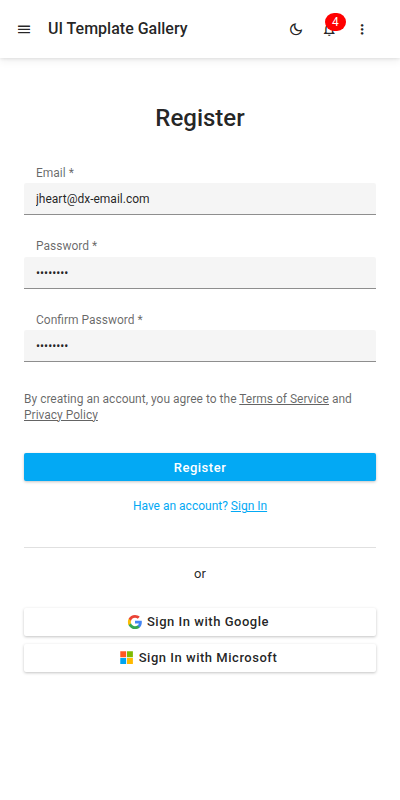 UI Template Gallery
4
Register
Email *
jheart@dx-email.com
Password *
••••••••
Confirm Password *
••••••••
By creating an account, you agree to the Terms of Service and
Privacy Policy
Register
Have an account? Sign In
or
Sign In with Google
Sign In with Microsoft